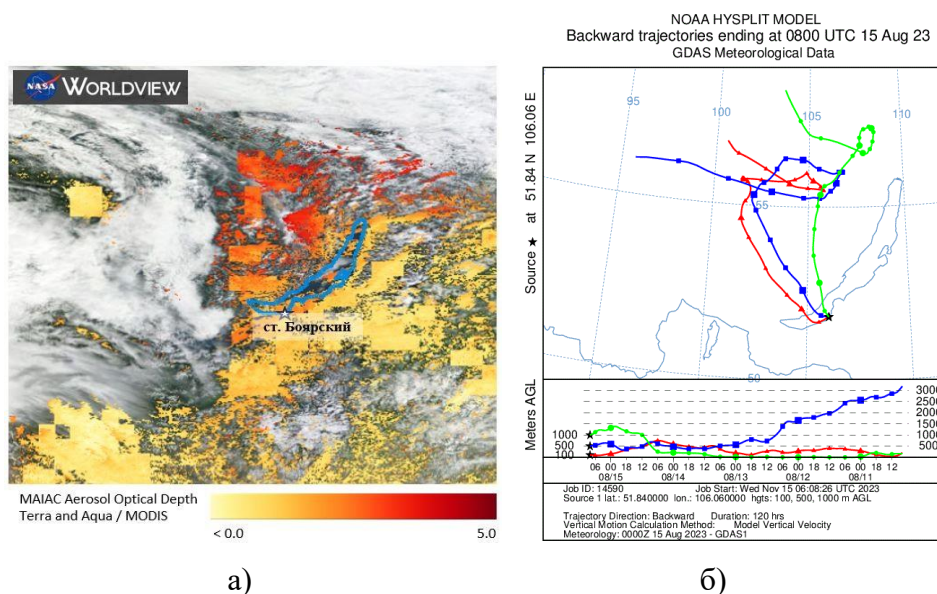 NASA WORLDVIEW
ст. Боярский
MAIAC Aerosol Optical Depth
Terra and Aqua / MODIS
< 0.0
5.0
а)
NOAA HYSPLIT MODEL
Backward trajectories ending at 0800 UTC 15 Aug 23
GDAS Meteorological Data
Source ★ at 51.84 N 106.06 E
95
100
105
110
55
50
Meters AGL
1000
500
100
3000
2500
2000
1500
1000
500
06 00 18 12 06 00 18 12 06 00 18 12 06 00 18 12 06 00 18 12
08/15 08/14 08/13 08/12 08/11
Job ID: 14590 Job Start: Wed Nov 15 06:08:26 UTC 2023
Source 1 lat.: 51.840000 lon.: 106.060000 hgts: 100, 500, 1000 m AGL
Trajectory Direction: Backward Duration: 120 hrs
Vertical Motion Calculation Method: Model Vertical Velocity
Meteorology: 0000Z 15 Aug 2023 - GDAS1
б)